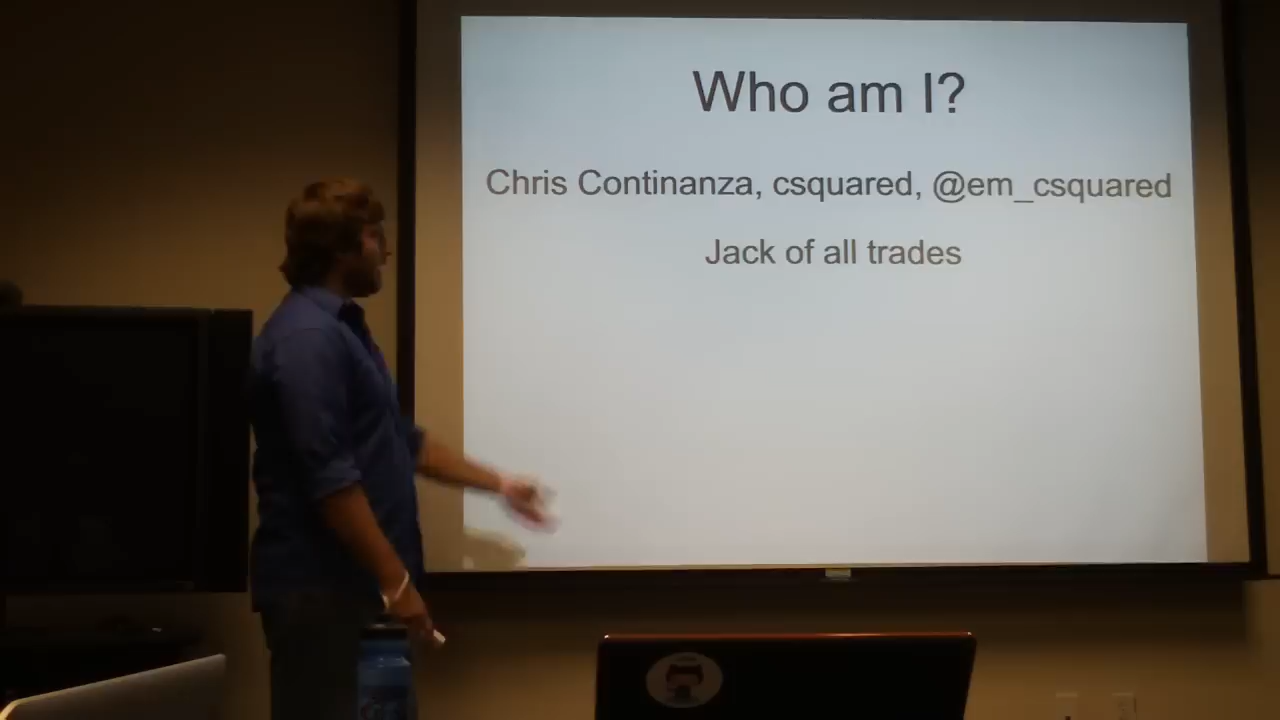 Who am I?
Chris Continanza, csquared, @em_csquared
Jack of all trades